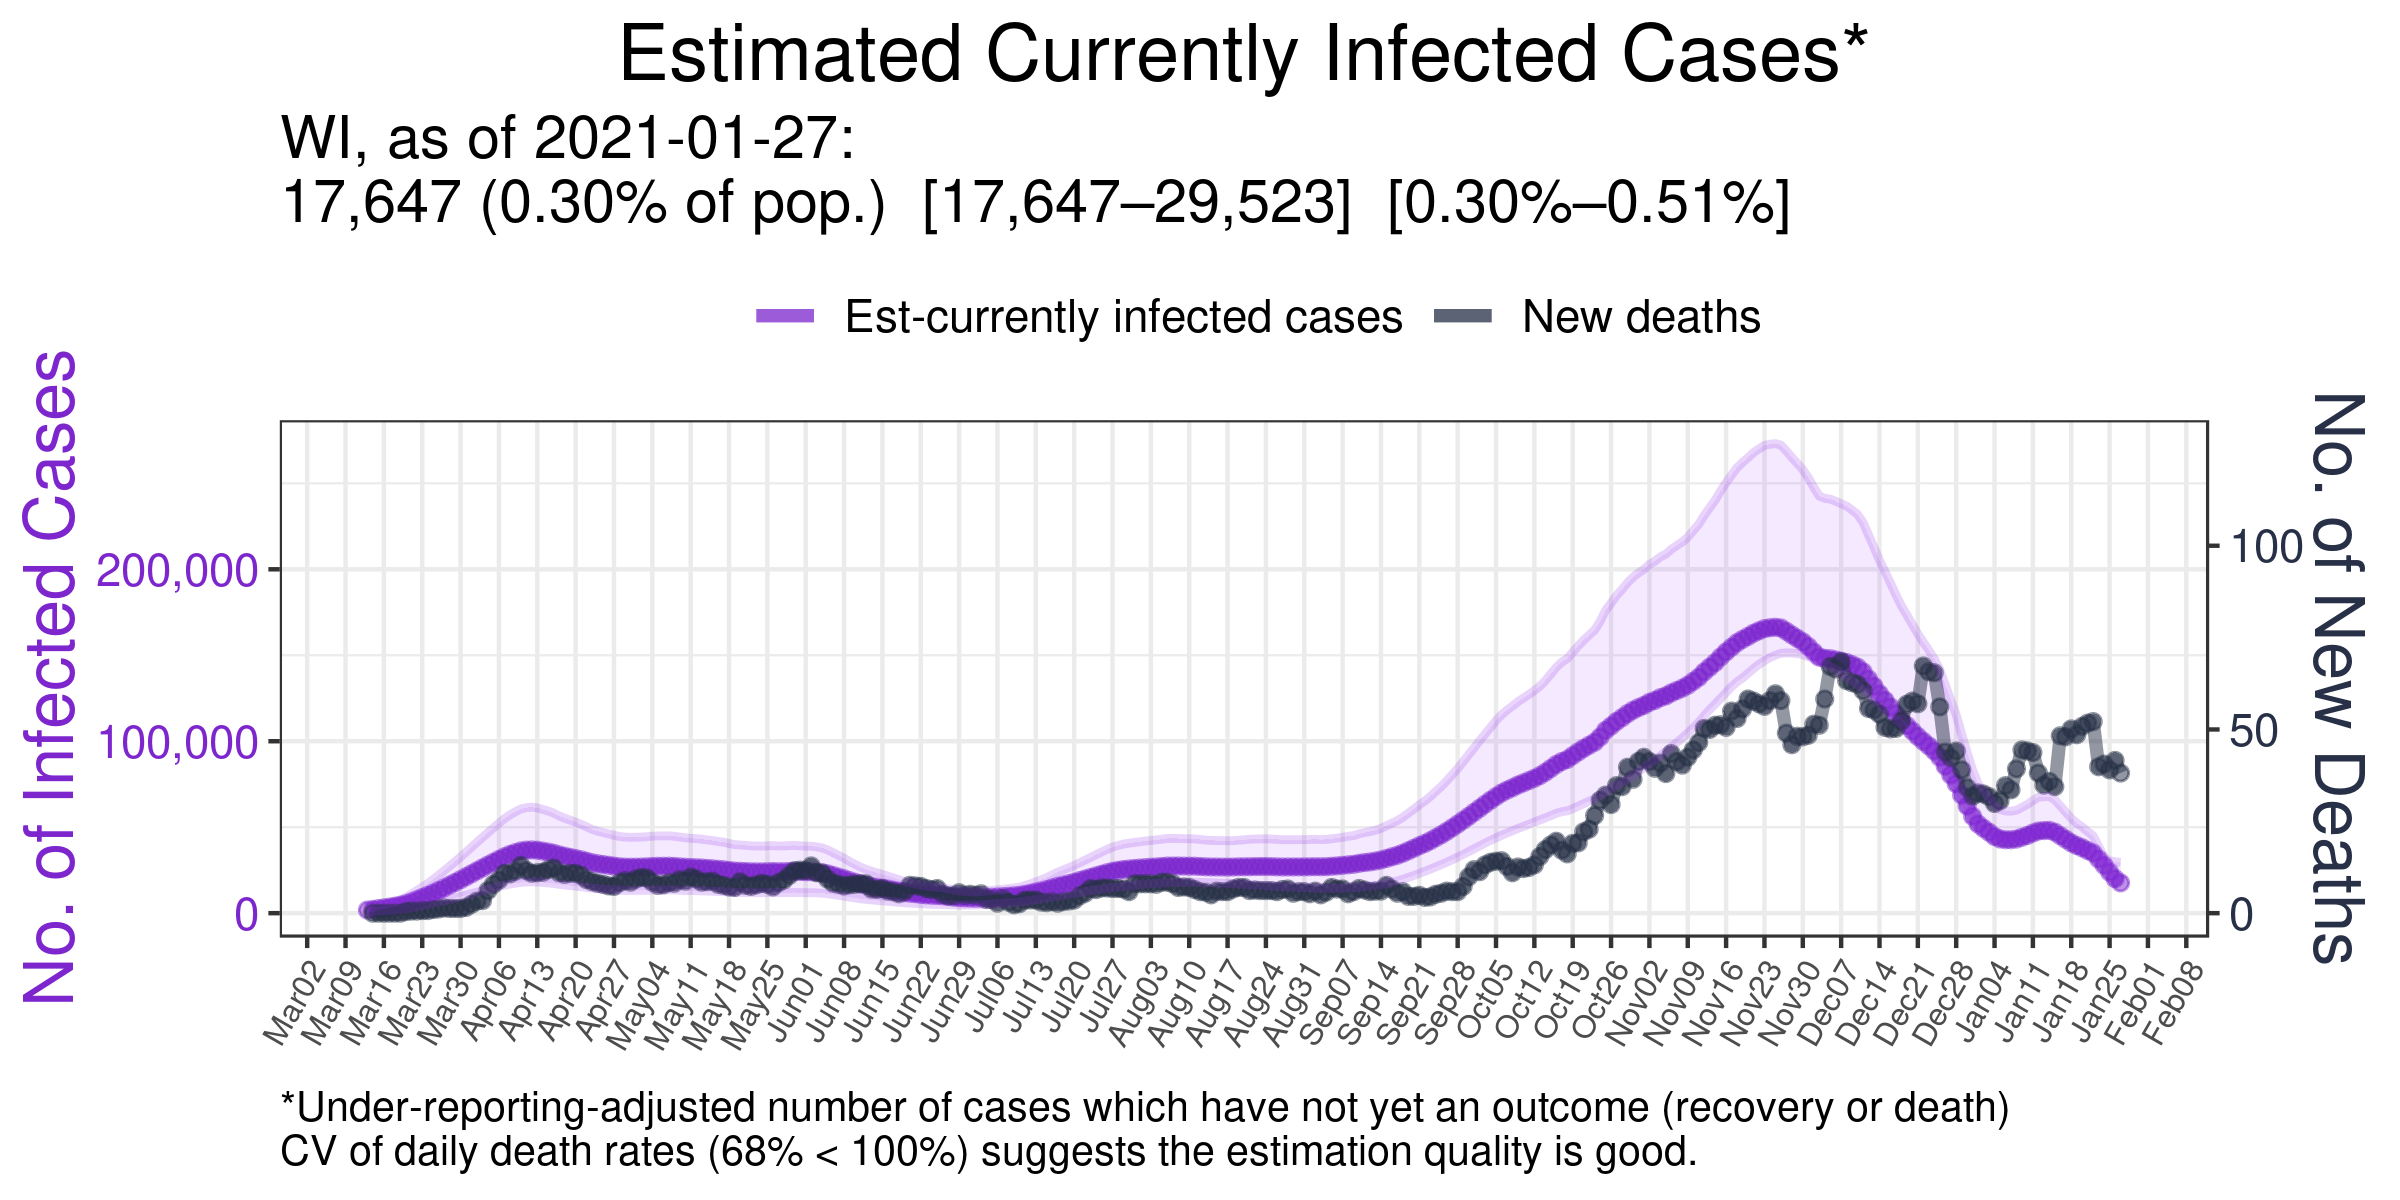 Estimated Currently Infected Cases*
WI, as of 2021-01-27:
17,647 (0.30% of pop.) [17,647–29,523] [0.30%–0.51%]
Est-currently infected cases New deaths
No. of Infected Cases
200,000
100,000
0
100
50
0
No. of New Deaths
Mar02 Mar09 Mar16 Mar23 Mar30 Apr06 Apr13 Apr20 Apr27 May04 May11 May18 May25 Jun01 Jun08 Jun15 Jun22 Jun29 Jul06 Jul13 Jul20 Jul27 Aug03 Aug10 Aug17 Aug24 Aug31 Sep07 Sep14 Sep21 Sep28 Oct05 Oct12 Oct19 Oct26 Nov02 Nov09 Nov16 Nov23 Nov30 Dec07 Dec14 Dec21 Dec28 Jan04 Jan11 Jan18 Jan25 Feb01 Feb08
*Under-reporting-adjusted number of cases which have not yet an outcome (recovery or death)
CV of daily death rates (68% < 100%) suggests the estimation quality is good.